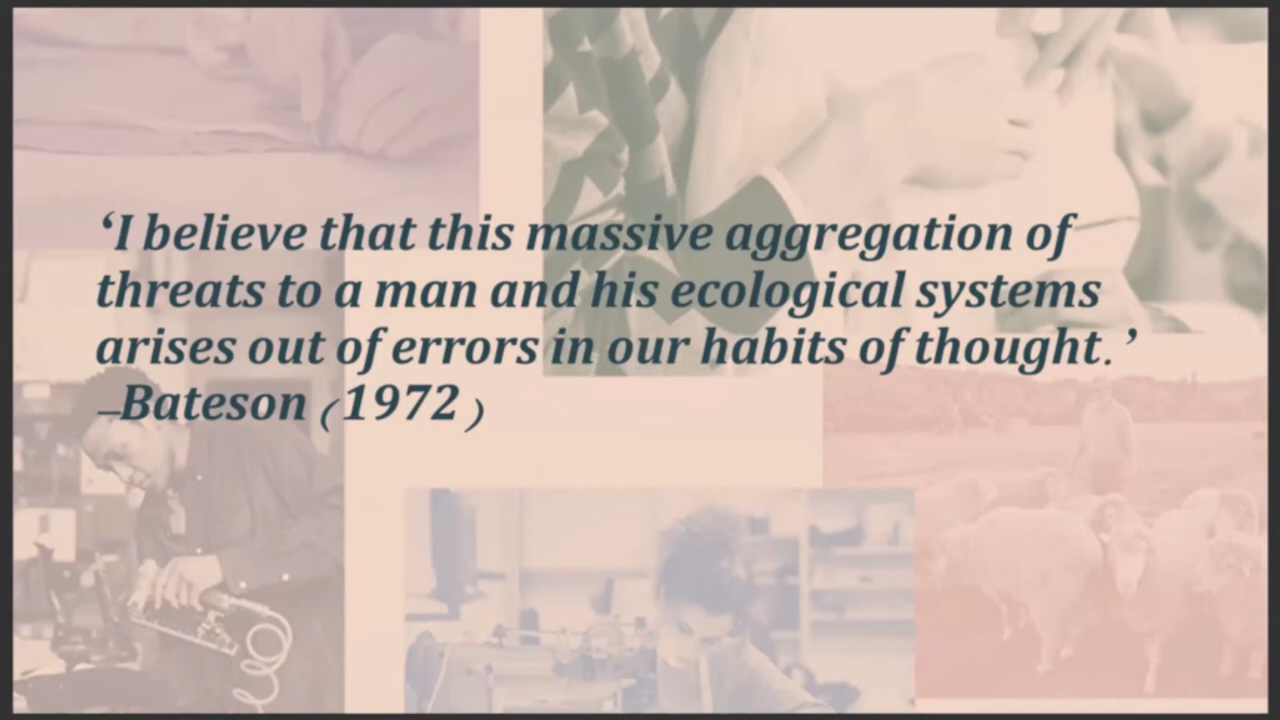 ‘I believe that this massive aggregation of
threats to a man and his ecological systems
arises out of errors in our habits of thought. ’
–Bateson (1972)